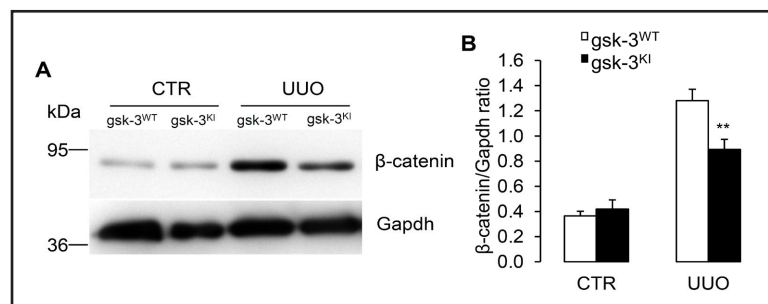 A
CTR UUO
kDa
gsk-3WT gsk-3KI gsk-3WT gsk-3KI
95
β-catenin
Gapdh
36
B
gsk-3WT
gsk-3KI
β-catenin/Gapdh ratio
1.6
1.4
1.2
1.0
0.8
0.6
0.4
0.2
0.0
**
CTR UUO